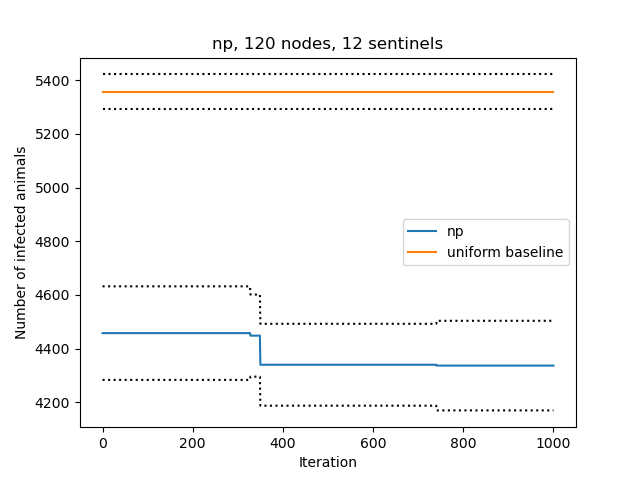 np, 120 nodes, 12 sentinels
Number of infected animals
5400
5200
5000
4800
4600
4400
4200
np
uniform baseline
0 200 400 600 800 1000
Iteration